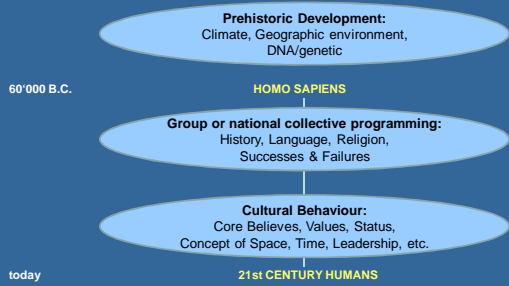 Prehistoric Development:
Climate, Geographic environment,
DNA/genetic
60‘000 B.C.
HOMO SAPIENS
Group or national collective programming:
History, Language, Religion,
Successes & Failures
Cultural Behaviour:
Core Believes, Values, Status,
Concept of Space, Time, Leadership, etc.
today
21st CENTURY HUMANS